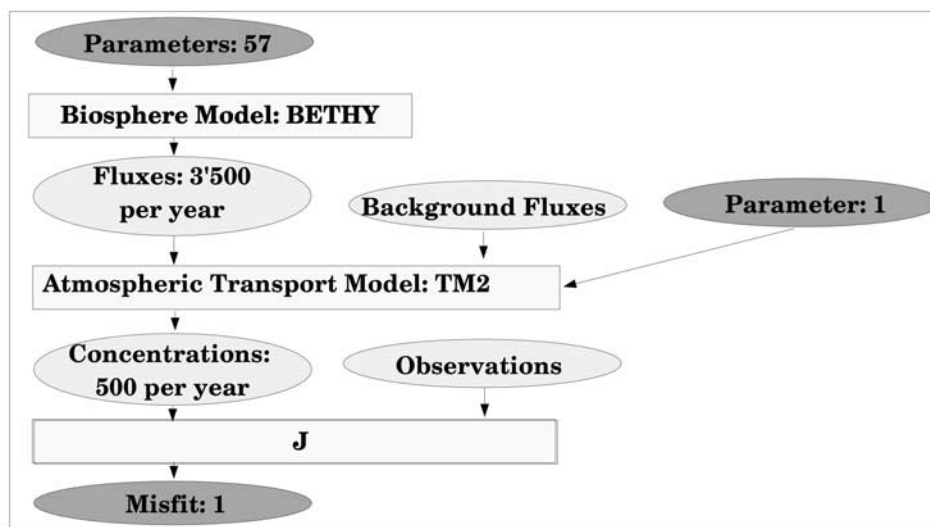 Parameters: 57
Biosphere Model: BETHY
Fluxes: 3'500
per year
Background Fluxes
Parameter: 1
Atmospheric Transport Model: TM2
Concentrations:
500 per year
Observations
J
Misfit: 1